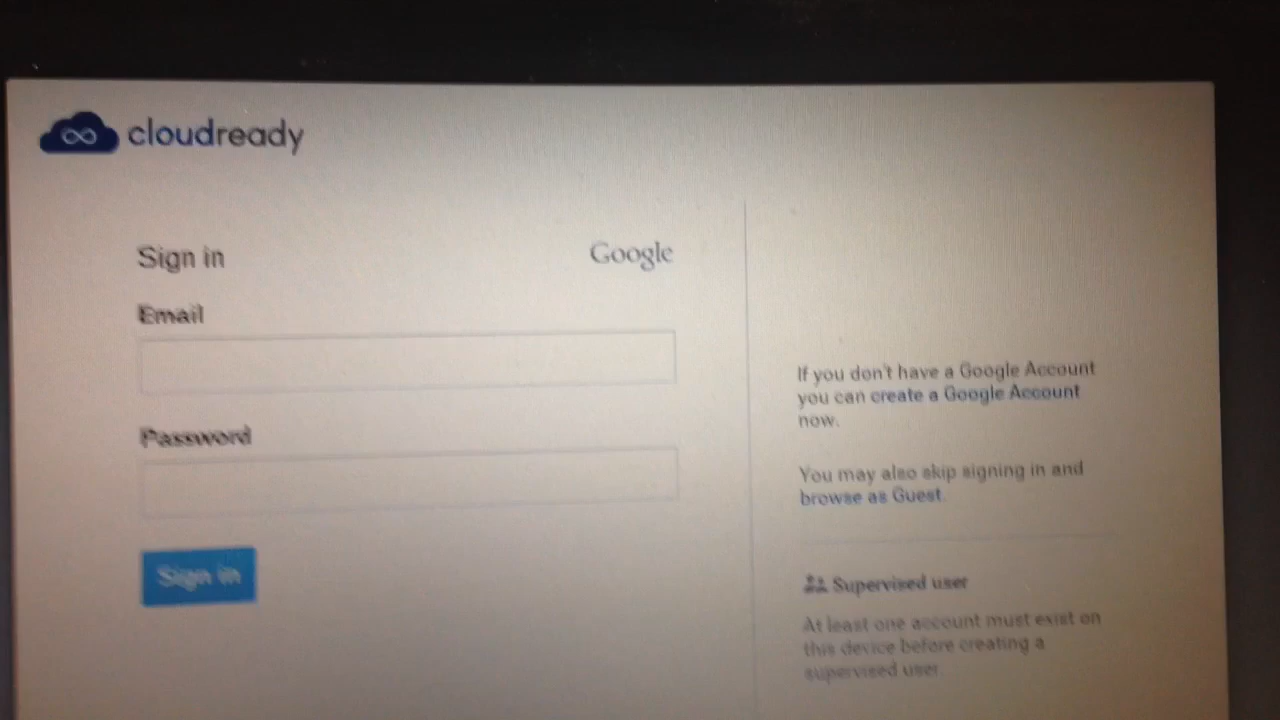 cloudready
Sign in
Google
Email
Password
Sign in
If you don't have a Google Account
you can create a Google Account
now.
You may also skip signing in and
browse as Guest.
Supervised user
At least one account must exist on
this device before creating a
supervised user.